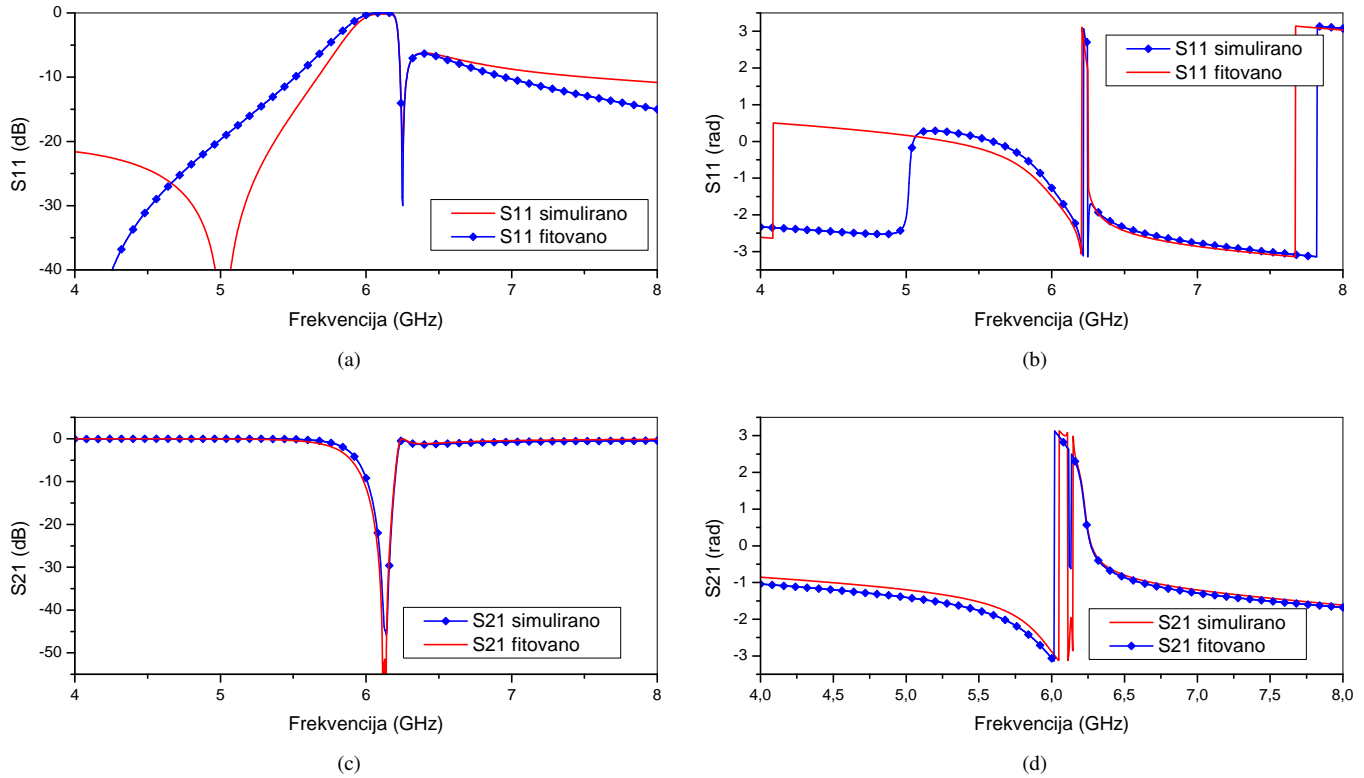 0
-10
-20
-30
-40
S11 (dB)
S11 simulirano
S11 fitovano
4 5 6 7 8
Frekvencija (GHz)
(a)
3
2
1
0
-1
-2
-3
S11 (rad)
S11 simulirano
S11 fitovano
4 5 6 7 8
Frekvencija (GHz)
(b)
0
-10
-20
-30
-40
-50
S21 (dB)
S21 simulirano
S21 fitovano
4 5 6 7 8
Frekvencija (GHz)
(c)
3
2
1
0
-1
-2
-3
S21 (rad)
S21 simulirano
S21 fitovano
4,0 5,0 5,5 6,0 6,5 7,0 7,5 8,0
Frekvencija (GHz)
(d)